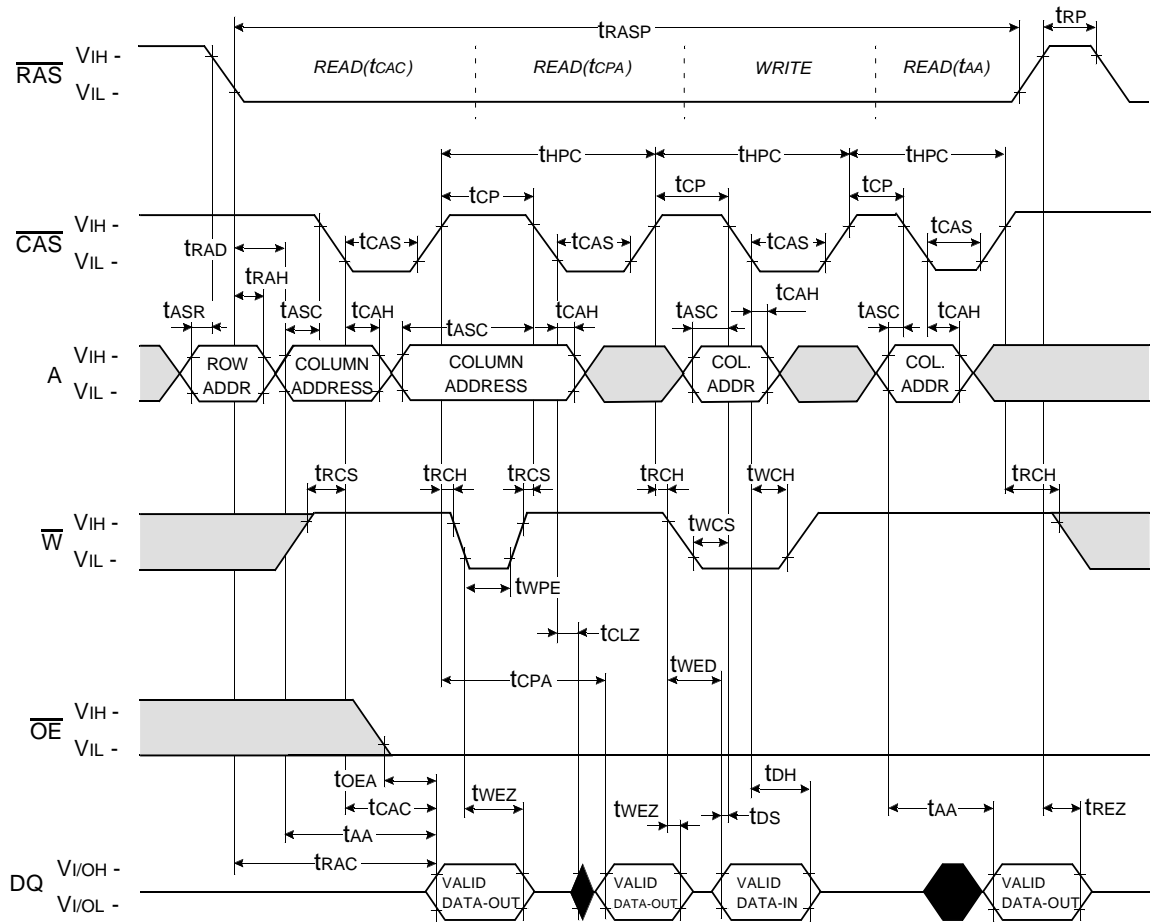 tRASP
tRP
RAS
VIH -
VIL -
READ(tCAC)
READ(tCPA)
WRITE
READ(tAA)
tHPC
tHPC
tHPC
tCP
tCP
tCP
CAS
VIH -
VIL -
tCAS
tCAS
tCAS
tCAS
tRAD
tRAH
tASR
tASC
tCAH
tASC
tCAH
tASC
tCAH
tASC
tCAH
A
VIH -
VIL -
ROW
ADDR
COLUMN
ADDRESS
COLUMN
ADDRESS
COL.
ADDR
COL.
ADDR
tRCS
tRCH
tRCS
tRCH
tWCH
tRCH
W
VIH -
VIL -
tWCS
tWPE
tCLZ
tCPA
tWED
OE
VIH -
VIL -
tOEA
tCAC
tAA
tRAC
tWEZ
tWEZ
tDH
tDS
tAA
tREZ
DQ
VI/OH -
VI/OL -
VALID
DATA-OUT
VALID
DATA-OUT
VALID
DATA-IN
VALID
DATA-OUT